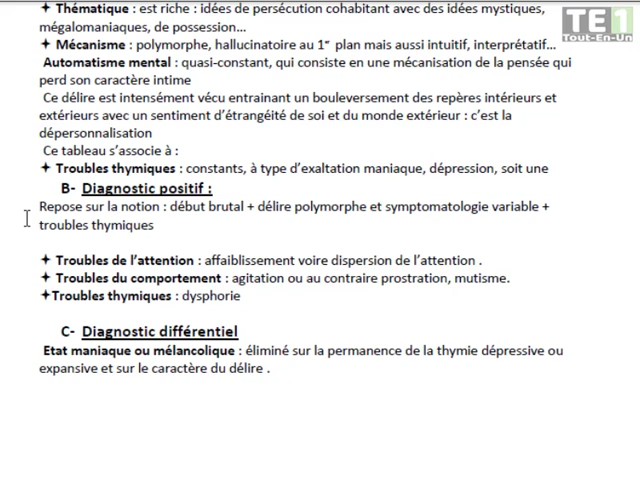 ✦ Thématique : est riche : idées de persécution cohabitant avec des idées mystiques,
mégalomaniaques, de possession…
✦ Mécanisme : polymorphe, hallucinatoire au 1er plan mais aussi intuitif, interprétatif…
Automatisme mental : quasi-constant, qui consiste en une mécanisation de la pensée qui
perd son caractère intime
Ce délire est intensément vécu entrainant un bouleversement des repères intérieurs et
extérieurs avec un sentiment d’étrangéité de soi et du monde extérieur : c’est la
dépersonnalisation
Ce tableau s’associe à :
✦ Troubles thymiques : constants, à type d’exaltation maniaque, dépression, soit une
B- Diagnostic positif :
Repose sur la notion : début brutal + délire polymorphe et symptomatologie variable +
troubles thymiques
✦ Troubles de l’attention : affaiblissement voire dispersion de l’attention .
✦ Troubles du comportement : agitation ou au contraire prostration, mutisme.
✦Troubles thymiques : dysphorie
C- Diagnostic différentiel
Etat maniaque ou mélancolique : éliminé sur la permanence de la thymie dépressive ou
expansive et sur le caractère du délire .
TE1
Tout-En-Un